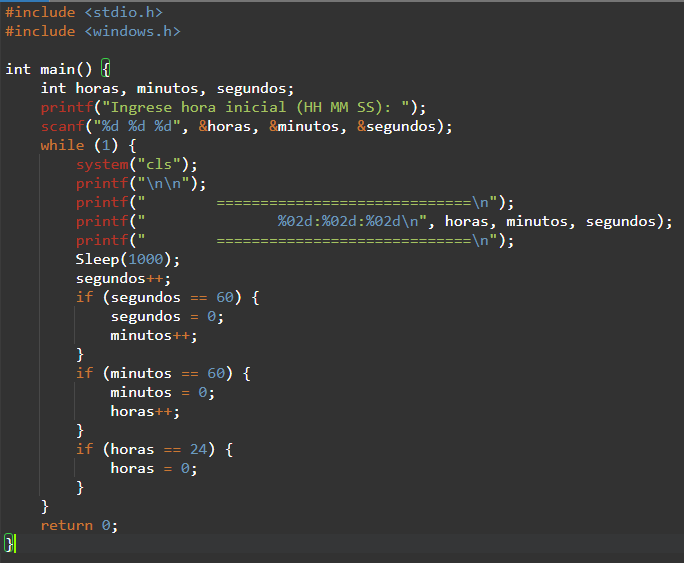 #include <stdio.h>
#include <windows.h>

int main() {
    int horas, minutos, segundos;
    printf("Ingrese hora inicial (HH MM SS): ");
    scanf("%d %d %d", &horas, &minutos, &segundos);
    while (1) {
        system("cls");
        printf("\n\n");
        printf("        =============================\n");
        printf("               %02d:%02d:%02d\n", horas, minutos, segundos);
        printf("        =============================\n");
        Sleep(1000);
        segundos++;
        if (segundos == 60) {
            segundos = 0;
            minutos++;
        }
        if (minutos == 60) {
            minutos = 0;
            horas++;
        }
        if (horas == 24) {
            horas = 0;
        }
    }
    return 0;
}